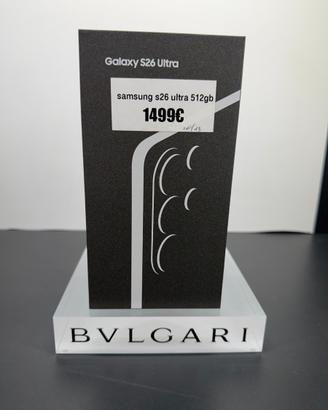 Galaxy S26 Ultra
samsung s26 ultra 512gb
1499€
BVLGARI